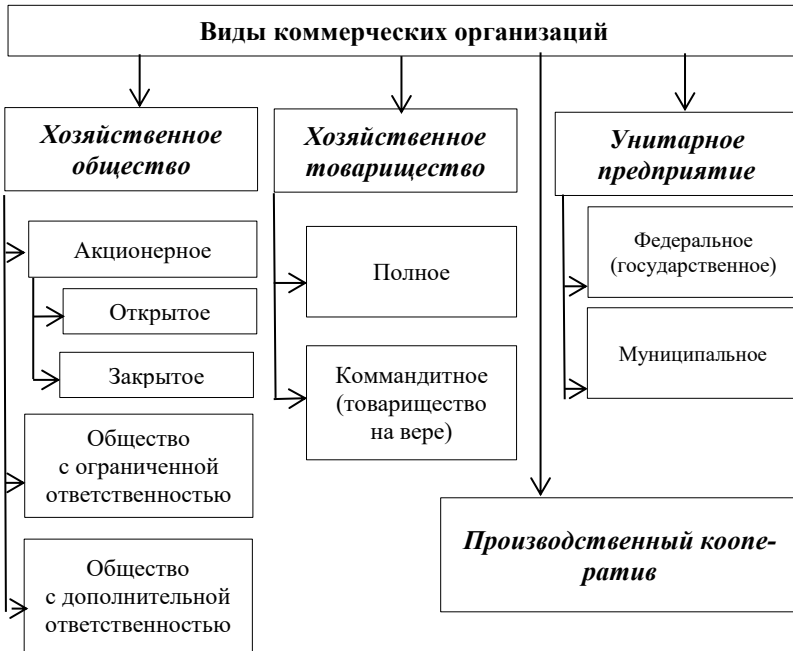 Виды коммерческих организаций
Хозяйственное
общество
Хозяйственное
товарищество
Унитарное
предприятие
Акционерное
Открытое
Закрытое
Общество
с ограниченной
ответственностью
Общество
с дополнительной
ответственностью
Полное
Коммандитное
(товарищество
на вере)
Федеральное
(государственное)
Муниципальное
Производственный коопе-
ратив